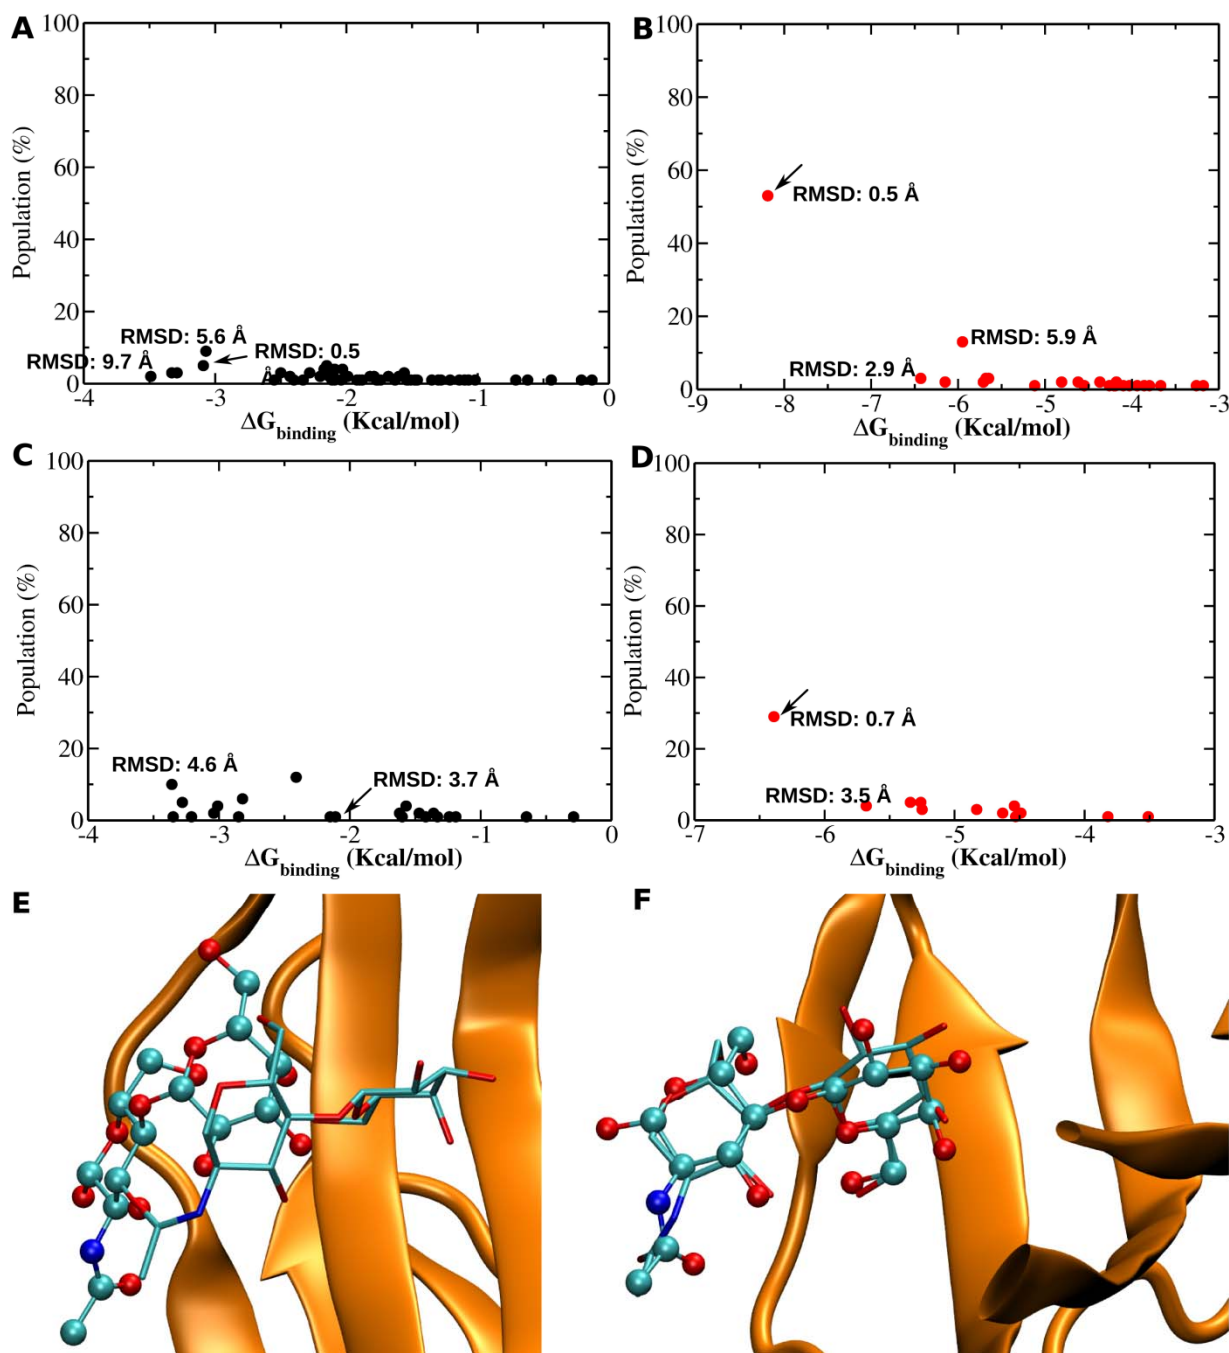 A
100
80
60
40
20
0
Population (%)
RMSD: 5.6 Å
RMSD: 9.7 Å
RMSD: 0.5
Å
-4
-3
-2
-1
0
ΔGbinding (Kcal/mol)
B
100
80
60
40
20
0
Population (%)
RMSD: 0.5 Å
RMSD: 5.9 Å
RMSD: 2.9 Å
-9
-8
-7
-6
-5
-4
-3
ΔGbinding (Kcal/mol)
C
100
80
60
40
20
0
Population (%)
RMSD: 4.6 Å
RMSD: 3.7 Å
-4
-3
-2
-1
0
ΔGbinding (Kcal/mol)
D
100
80
60
40
20
0
Population (%)
RMSD: 0.7 Å
RMSD: 3.5 Å
-7
-6
-5
-4
-3
ΔGbinding (Kcal/mol)
E
F